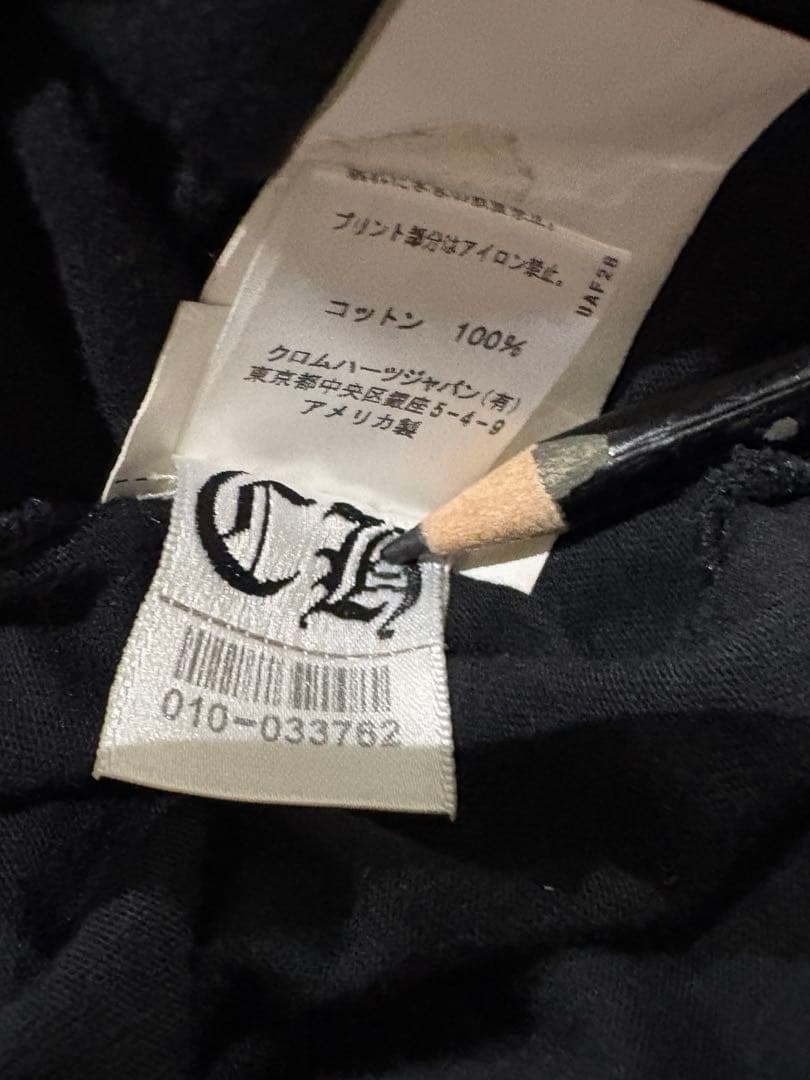 プリント部分はアイロン禁止。
UAF2B
コットン 100%
クロムハーツジャパン(有)
東京都中央区銀座5-4-9
アメリカ製
CH
010-033762